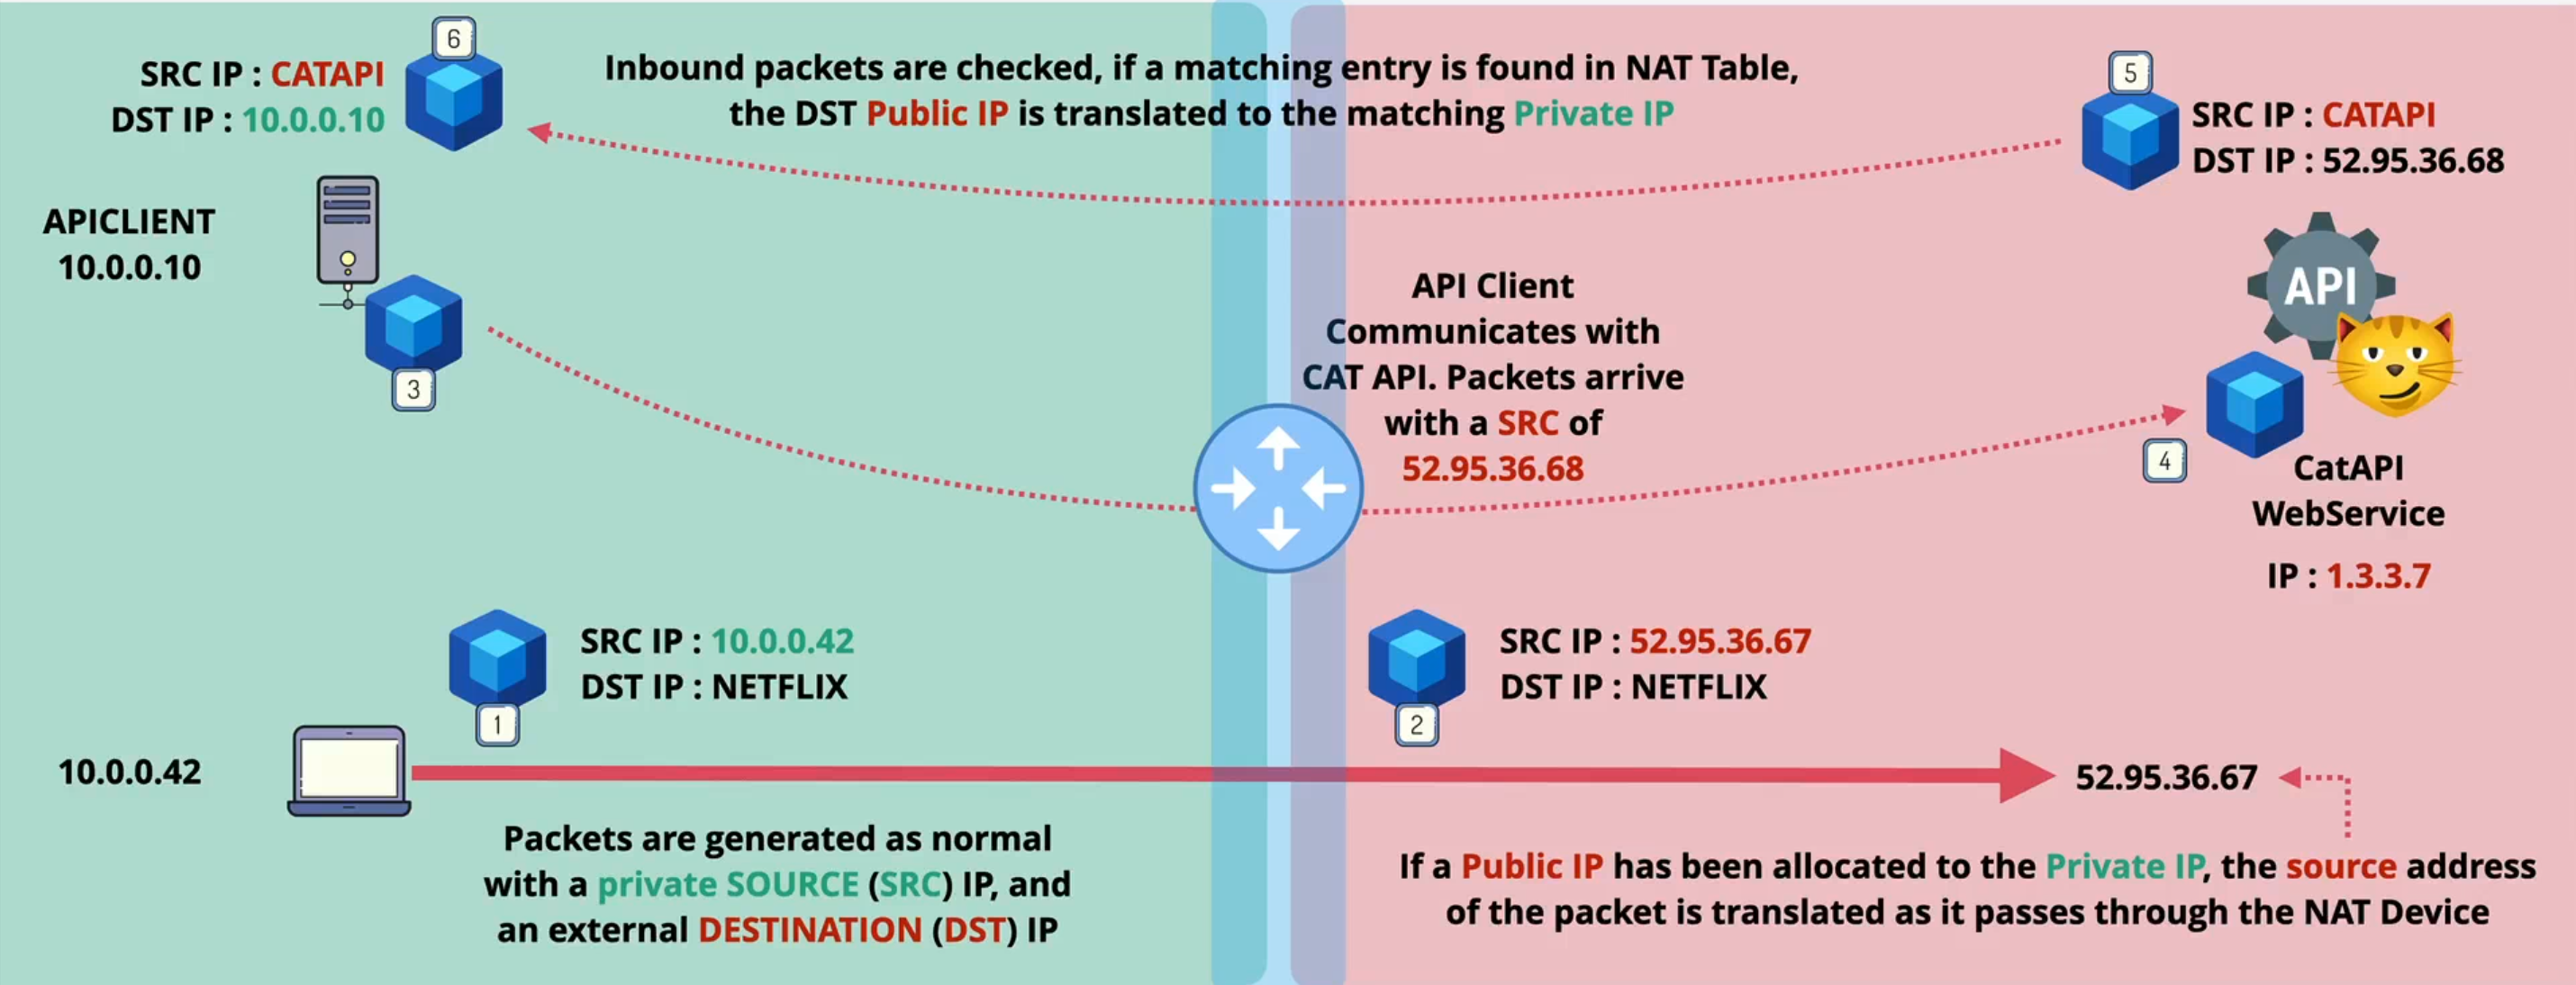 6
SRC IP : CATAPI
DST IP : 10.0.0.10
Inbound packets are checked, if a matching entry is found in NAT Table,
the DST Public IP is translated to the matching Private IP
5
SRC IP : CATAPI
DST IP : 52.95.36.68
APICLIENT
10.0.0.10
3
API Client
Communicates with
CAT API. Packets arrive
with a SRC of
52.95.36.68
API
4
CatAPI
WebService
IP : 1.3.3.7
SRC IP : 10.0.0.42
DST IP : NETFLIX
1
SRC IP : 52.95.36.67
DST IP : NETFLIX
2
10.0.0.42
52.95.36.67
Packets are generated as normal
with a private SOURCE (SRC) IP, and
an external DESTINATION (DST) IP
If a Public IP has been allocated to the Private IP, the source address
of the packet is translated as it passes through the NAT Device